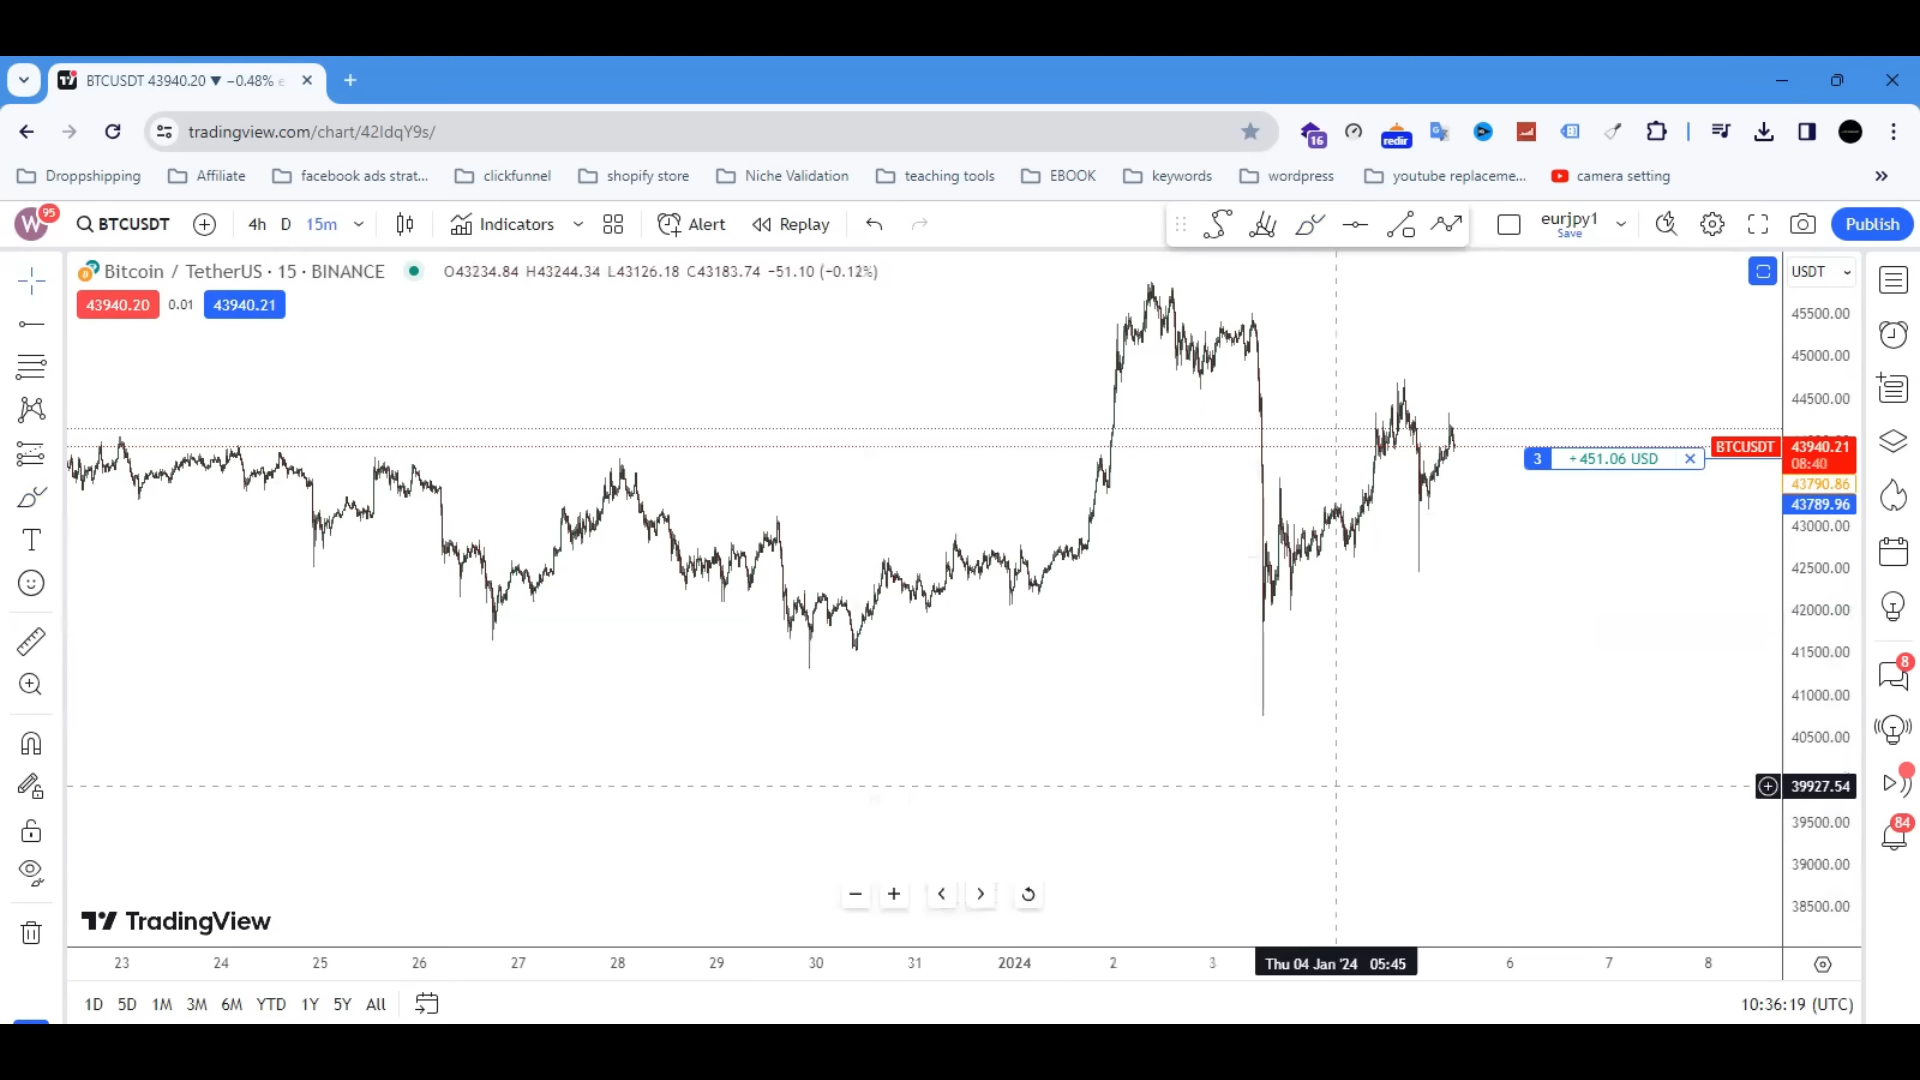 BTCUSDT 43940.20 ▼ −0.48%
tradingview.com/chart/42IdqY9s/
16
redir
Droppshipping Affiliate facebook ads strat... clickfunnel shopify store Niche Validation teaching tools EBOOK keywords wordpress youtube replaceme... camera setting »
W 95 BTCUSDT 4h D 15m Indicators Alert Replay eurjpy1 Save Publish
Bitcoin / TetherUS · 15 · BINANCE O43234.84 H43244.34 L43126.18 C43183.74 −51.10 (−0.12%)
USDT
43940.20 0.01 43940.21
45500.00
45000.00
44500.00
BTCUSDT 43940.21
08:40
3 +451.06 USD
43790.86
43789.96
43000.00
42500.00
42000.00
41500.00
41000.00
8
40500.00
39927.54
39500.00
84
39000.00
38500.00
TradingView
23 24 25 26 27 28 29 30 31 2024 2 3 Thu 04 Jan '24 05:45 6 7 8
1D 5D 1M 3M 6M YTD 1Y 5Y All 10:36:19 (UTC)